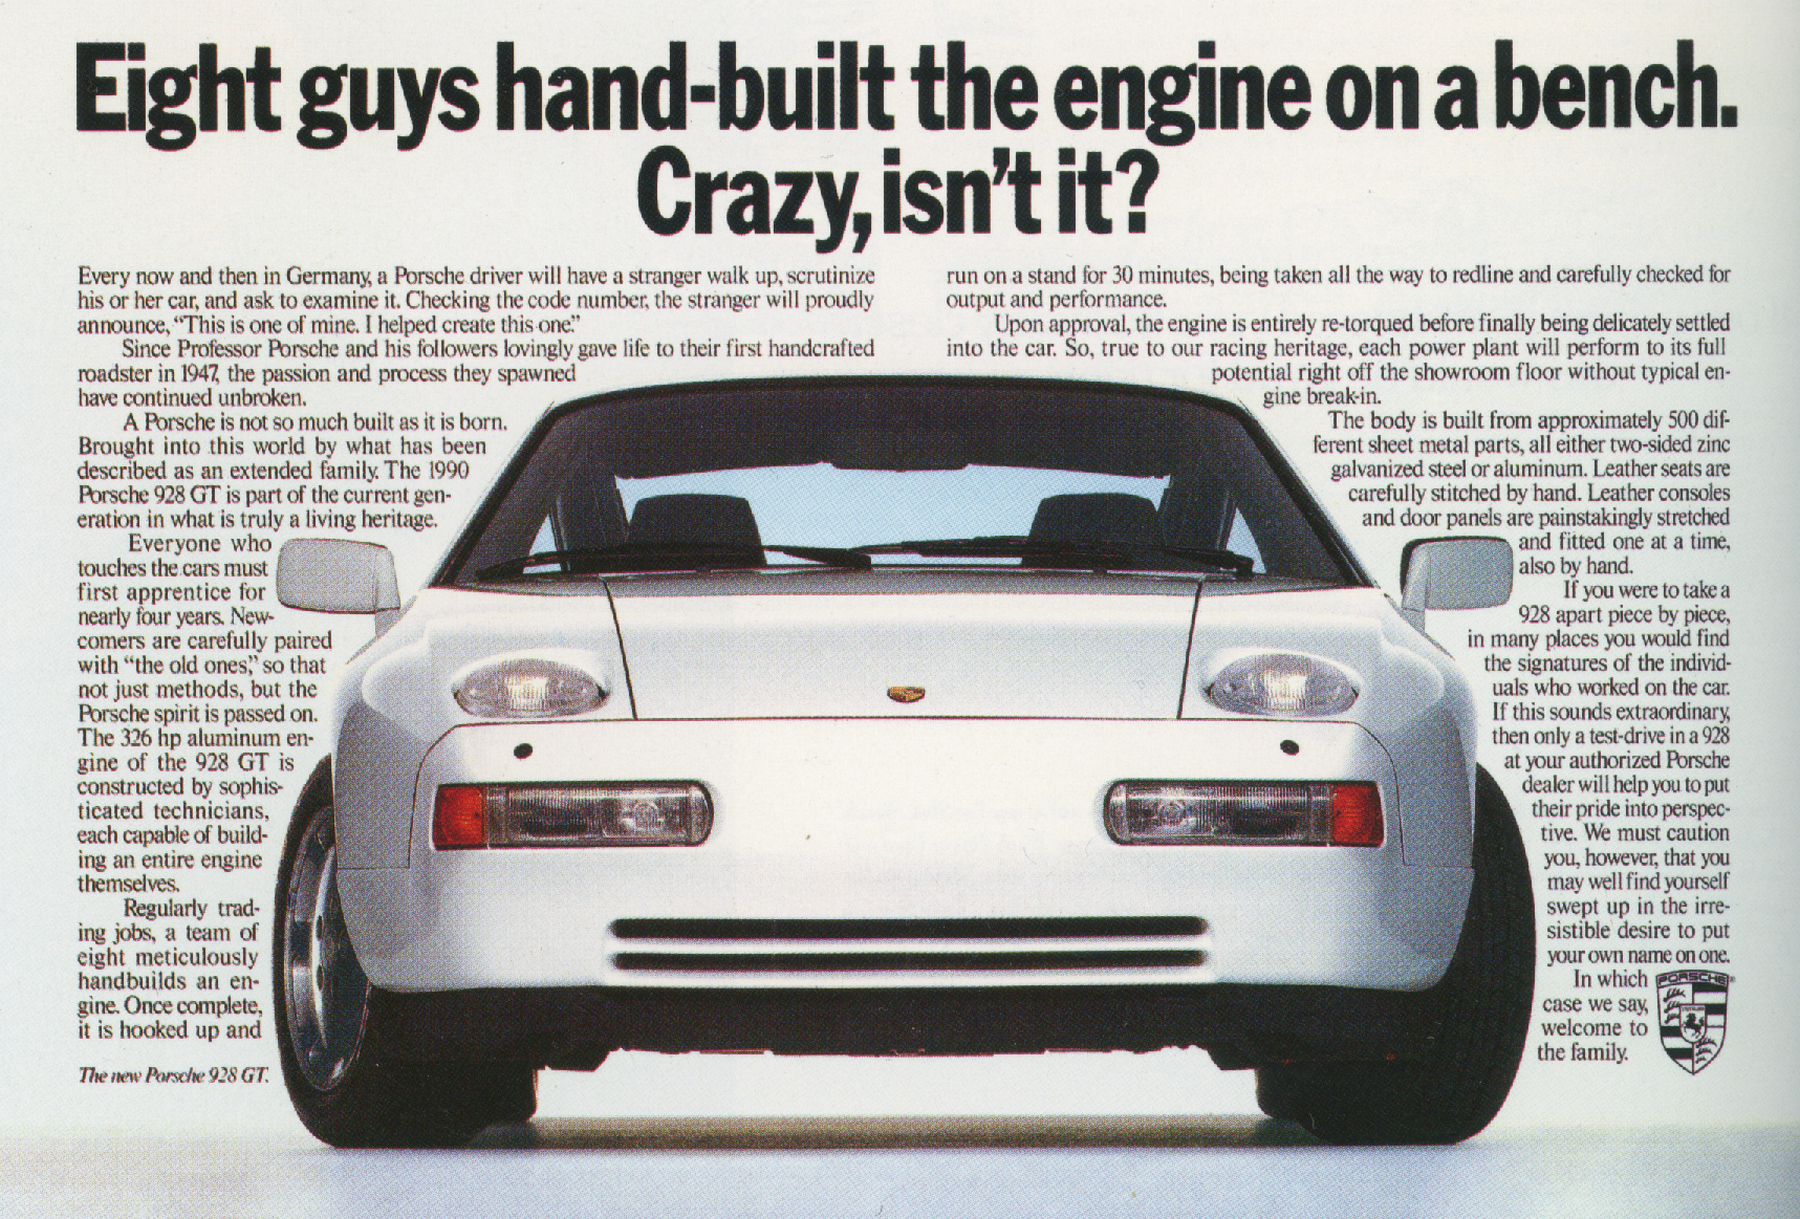 Eight guys hand-built the engine on a bench.
Crazy, isn't it?
Every now and then in Germany, a Porsche driver will have a stranger walk up, scrutinize
his or her car, and ask to examine it. Checking the code number, the stranger will proudly
announce, “This is one of mine. I helped create this one.”
Since Professor Porsche and his followers lovingly gave life to their first handcrafted
roadster in 1947, the passion and process they spawned
have continued unbroken.
A Porsche is not so much built as it is born.
Brought into this world by what has been
described as an extended family. The 1990
Porsche 928 GT is part of the current gen-
eration in what is truly a living heritage.
Everyone who
touches the cars must
first apprentice for
nearly four years. New-
comers are carefully paired
with “the old ones,” so that
not just methods, but the
Porsche spirit is passed on.
The 326 hp aluminum en-
gine of the 928 GT is
constructed by sophis-
ticated technicians,
each capable of build-
ing an entire engine
themselves.
Regularly trad-
ing jobs, a team of
eight meticulously
handbuilds an en-
gine. Once complete,
it is hooked up and
run on a stand for 30 minutes, being taken all the way to redline and carefully checked for
output and performance.
Upon approval, the engine is entirely re-torqued before finally being delicately settled
into the car. So, true to our racing heritage, each power plant will perform to its full
potential right off the showroom floor without typical en-
gine break-in.
The body is built from approximately 500 dif-
ferent sheet metal parts, all either two-sided zinc
galvanized steel or aluminum. Leather seats are
carefully stitched by hand. Leather consoles
and door panels are painstakingly stretched
and fitted one at a time,
also by hand.
If you were to take a
928 apart piece by piece,
in many places you would find
the signatures of the individ-
uals who worked on the car.
If this sounds extraordinary,
then only a test-drive in a 928
at your authorized Porsche
dealer will help you to put
their pride into perspec-
tive. We must caution
you, however, that you
may well find yourself
swept up in the irre-
sistible desire to put
your own name on one.
In which
case we say,
welcome to
the family.
PORSCHE
The new Porsche 928 GT.